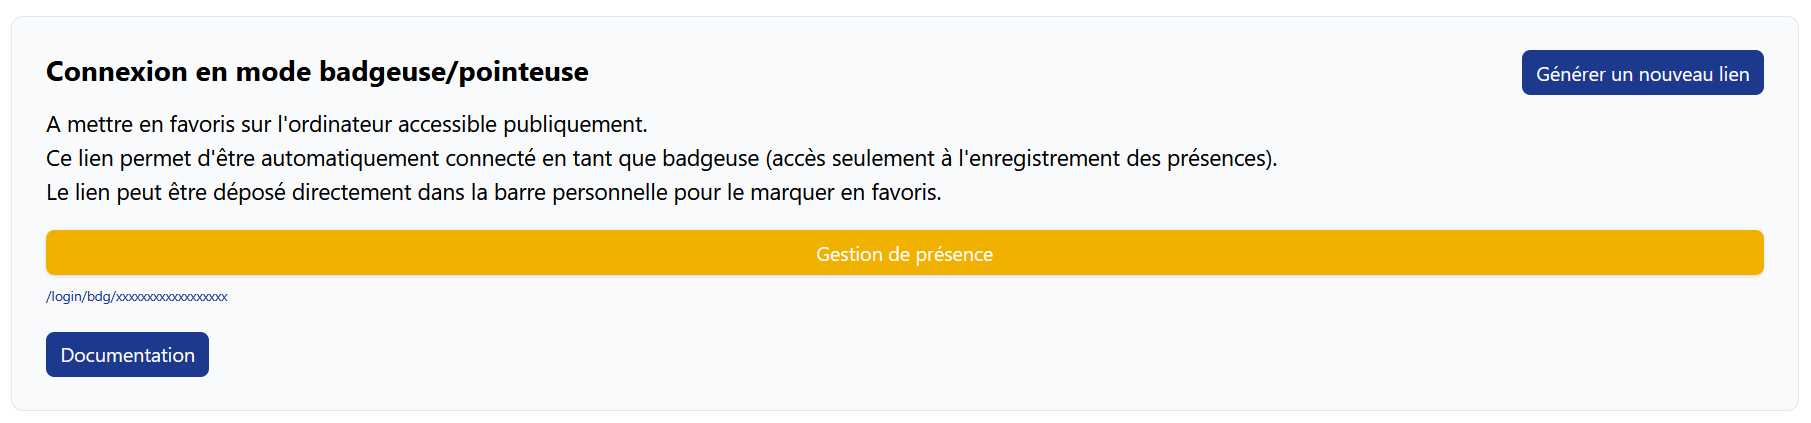 Connexion en mode badgeuse/pointeuse
Générer un nouveau lien
A mettre en favoris sur l'ordinateur accessible publiquement.
Ce lien permet d'être automatiquement connecté en tant que badgeuse (accès seulement à l'enregistrement des présences).
Le lien peut être déposé directement dans la barre personnelle pour le marquer en favoris.
Gestion de présence
/login/bdg/xxxxxxxxxxxxxxxxxx
Documentation